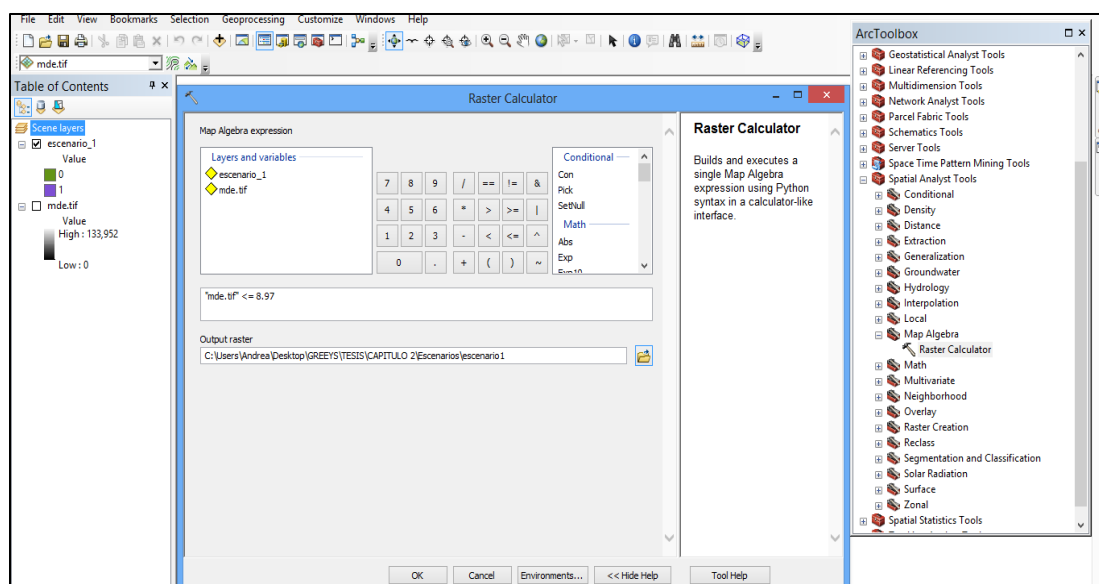 File Edit View Bookmarks Selection Geoprocessing Customize Windows Help
mde.tif
Table of Contents
Scene layers
escenario_1
Value
0
1
mde.tif
Value
High : 133,952
Low : 0
Raster Calculator
Map Algebra expression
Layers and variables
escenario_1
mde.tif
7 8 9 / == != &
4 5 6 * > >= |
1 2 3 - < <= ^
0 . + ( ) ~
Conditional
Con
Pick
SetNull
Math
Abs
Exp
Exp10
"mde.tif" <= 8.97
Output raster
C:\Users\Andrea\Desktop\GREEYS\TESIS\CAPITULO 2\Escenarios\escenario1
OK Cancel Environments... << Hide Help Tool Help
Raster Calculator
Builds and executes a
single Map Algebra
expression using Python
syntax in a calculator-like
interface.
ArcToolbox
Geostatistical Analyst Tools
Linear Referencing Tools
Multidimension Tools
Network Analyst Tools
Parcel Fabric Tools
Schematics Tools
Server Tools
Space Time Pattern Mining Tools
Spatial Analyst Tools
Conditional
Density
Distance
Extraction
Generalization
Groundwater
Hydrology
Interpolation
Local
Map Algebra
Raster Calculator
Math
Multivariate
Neighborhood
Overlay
Raster Creation
Reclass
Segmentation and Classification
Solar Radiation
Surface
Zonal
Spatial Statistics Tools